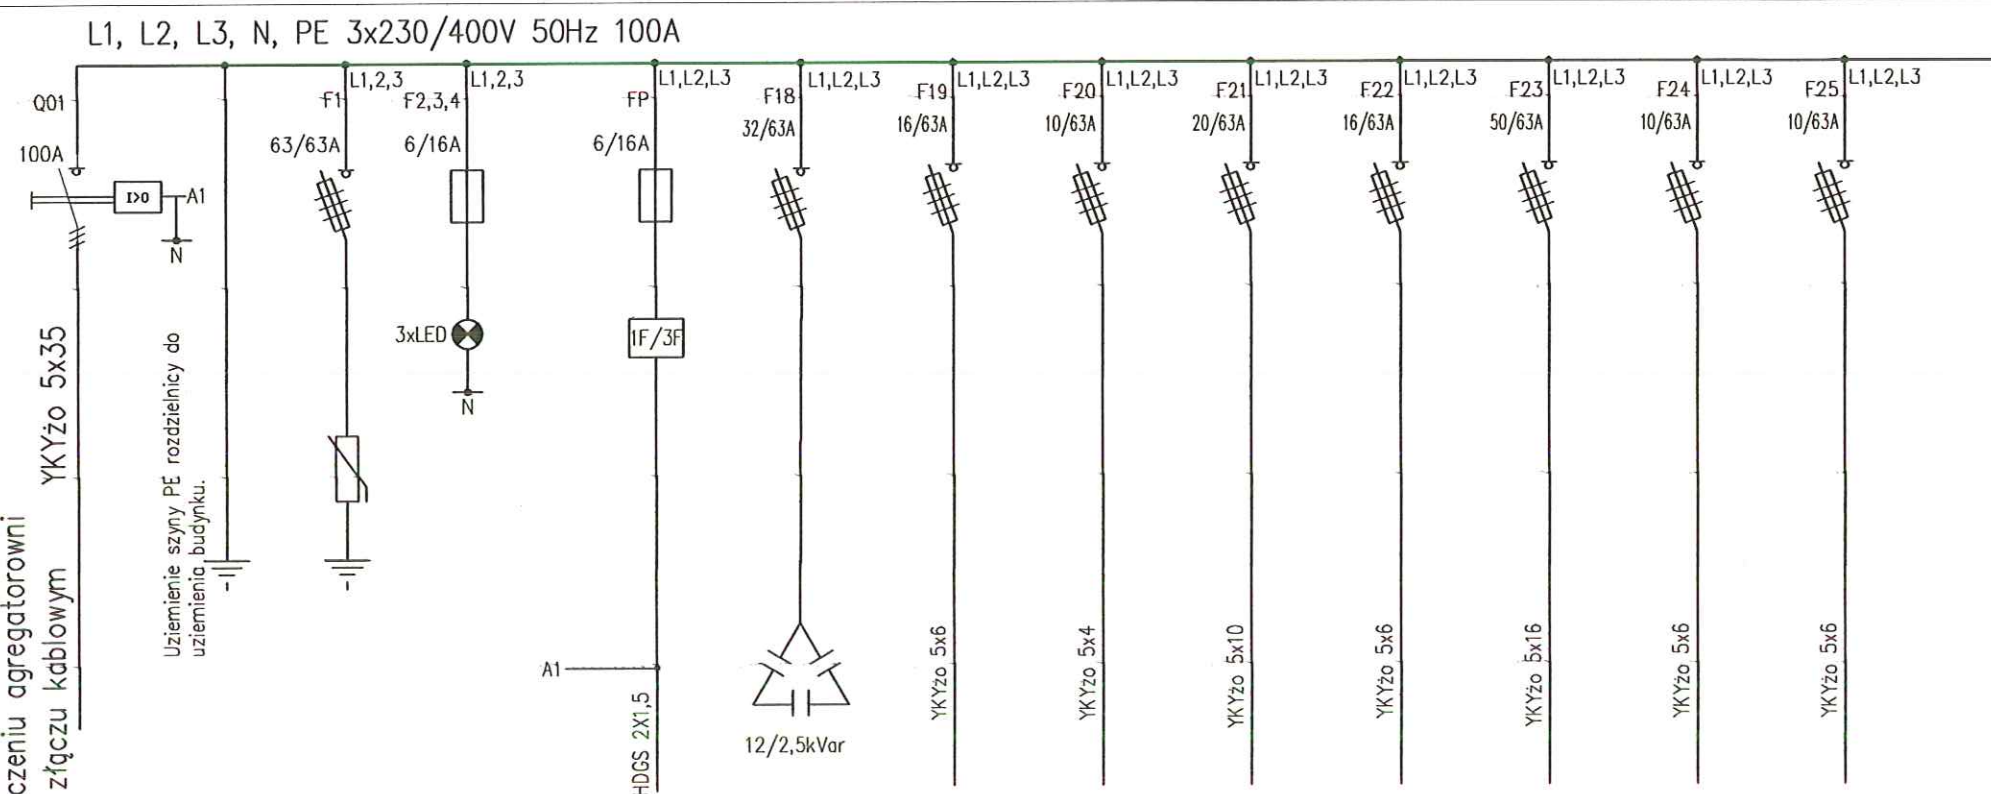 L1, L2, L3, N, PE 3x230/400V 50Hz 100A
Q01
100A
I>0
A1
N
YKYżo 5x35
czeniu agregatorowni
złączu kablowym
Uziemienie szyny PE rozdzielnicy do
uziemienia budynku.
L1,2,3
F1
63/63A
L1,2,3
F2,3,4
6/16A
3xLED
N
L1,L2,L3
FP
6/16A
1F/3F
A1
HDGS 2X1,5
L1,L2,L3
F18
32/63A
12/2,5kVar
L1,L2,L3
F19
16/63A
YKYżo 5x6
L1,L2,L3
F20
10/63A
YKYżo 5x4
L1,L2,L3
F21
20/63A
YKYżo 5x10
L1,L2,L3
F22
16/63A
YKYżo 5x6
L1,L2,L3
F23
50/63A
YKYżo 5x16
L1,L2,L3
F24
10/63A
YKYżo 5x6
L1,L2,L3
F25
10/63A
YKYżo 5x6